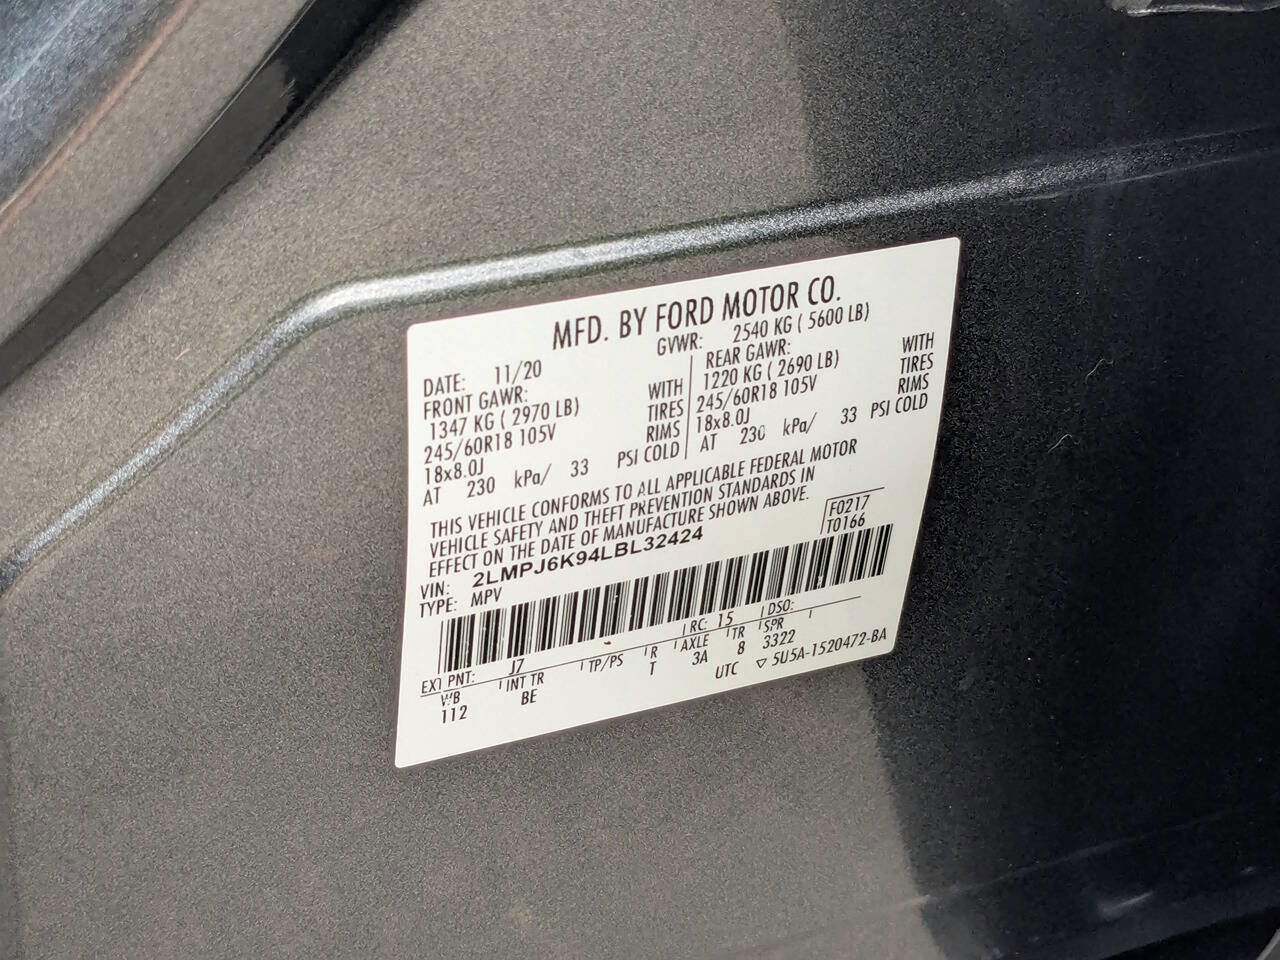 MFD. BY FORD MOTOR CO.
DATE: 11/20 GVWR: 2540 KG ( 5600 LB)
FRONT GAWR: WITH REAR GAWR: WITH
1347 KG ( 2970 LB) TIRES 1220 KG ( 2690 LB) TIRES
245/60R18 105V RIMS 245/60R18 105V RIMS
18x8.0J 18x8.0J
AT 230 kPa/ 33 PSI COLD AT 230 kPa/ 33 PSI COLD
THIS VEHICLE CONFORMS TO ALL APPLICABLE FEDERAL MOTOR
VEHICLE SAFETY AND THEFT PREVENTION STANDARDS IN
EFFECT ON THE DATE OF MANUFACTURE SHOWN ABOVE.
F0217
T0166
VIN: 2LMPJ6K94LBL32424
TYPE: MPV
EXT PNT: J7 RC: 15 DSO:
WB INT TR TP/PS R AXLE TR SPR
112 BE T 3A 8 3322
UTC ▽ 5U5A-1520472-BA